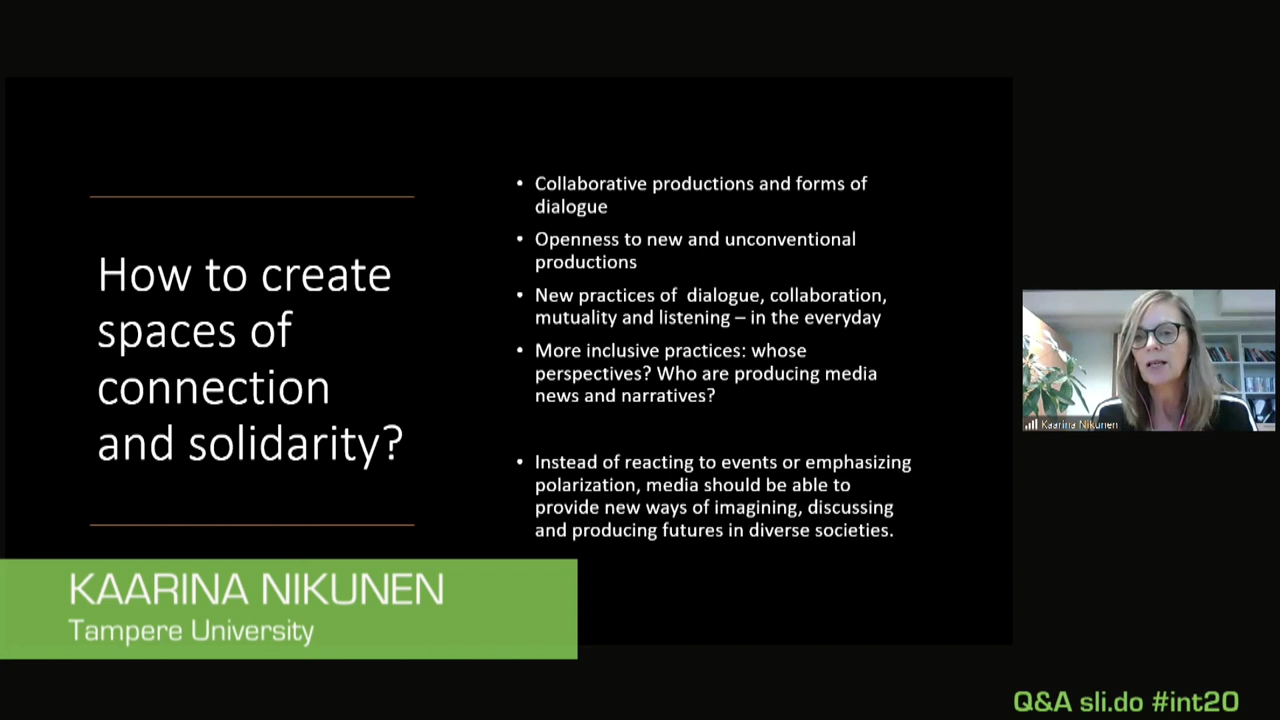 How to create
spaces of
connection
and solidarity?
• Collaborative productions and forms of
dialogue
• Openness to new and unconventional
productions
• New practices of  dialogue, collaboration,
mutuality and listening – in the everyday
• More inclusive practices: whose
perspectives? Who are producing media
news and narratives?
• Instead of reacting to events or emphasizing
polarization, media should be able to
provide new ways of imagining, discussing
and producing futures in diverse societies.
Kaarina Nikunen
KAARINA NIKUNEN
Tampere University
Q&A sli.do #int20